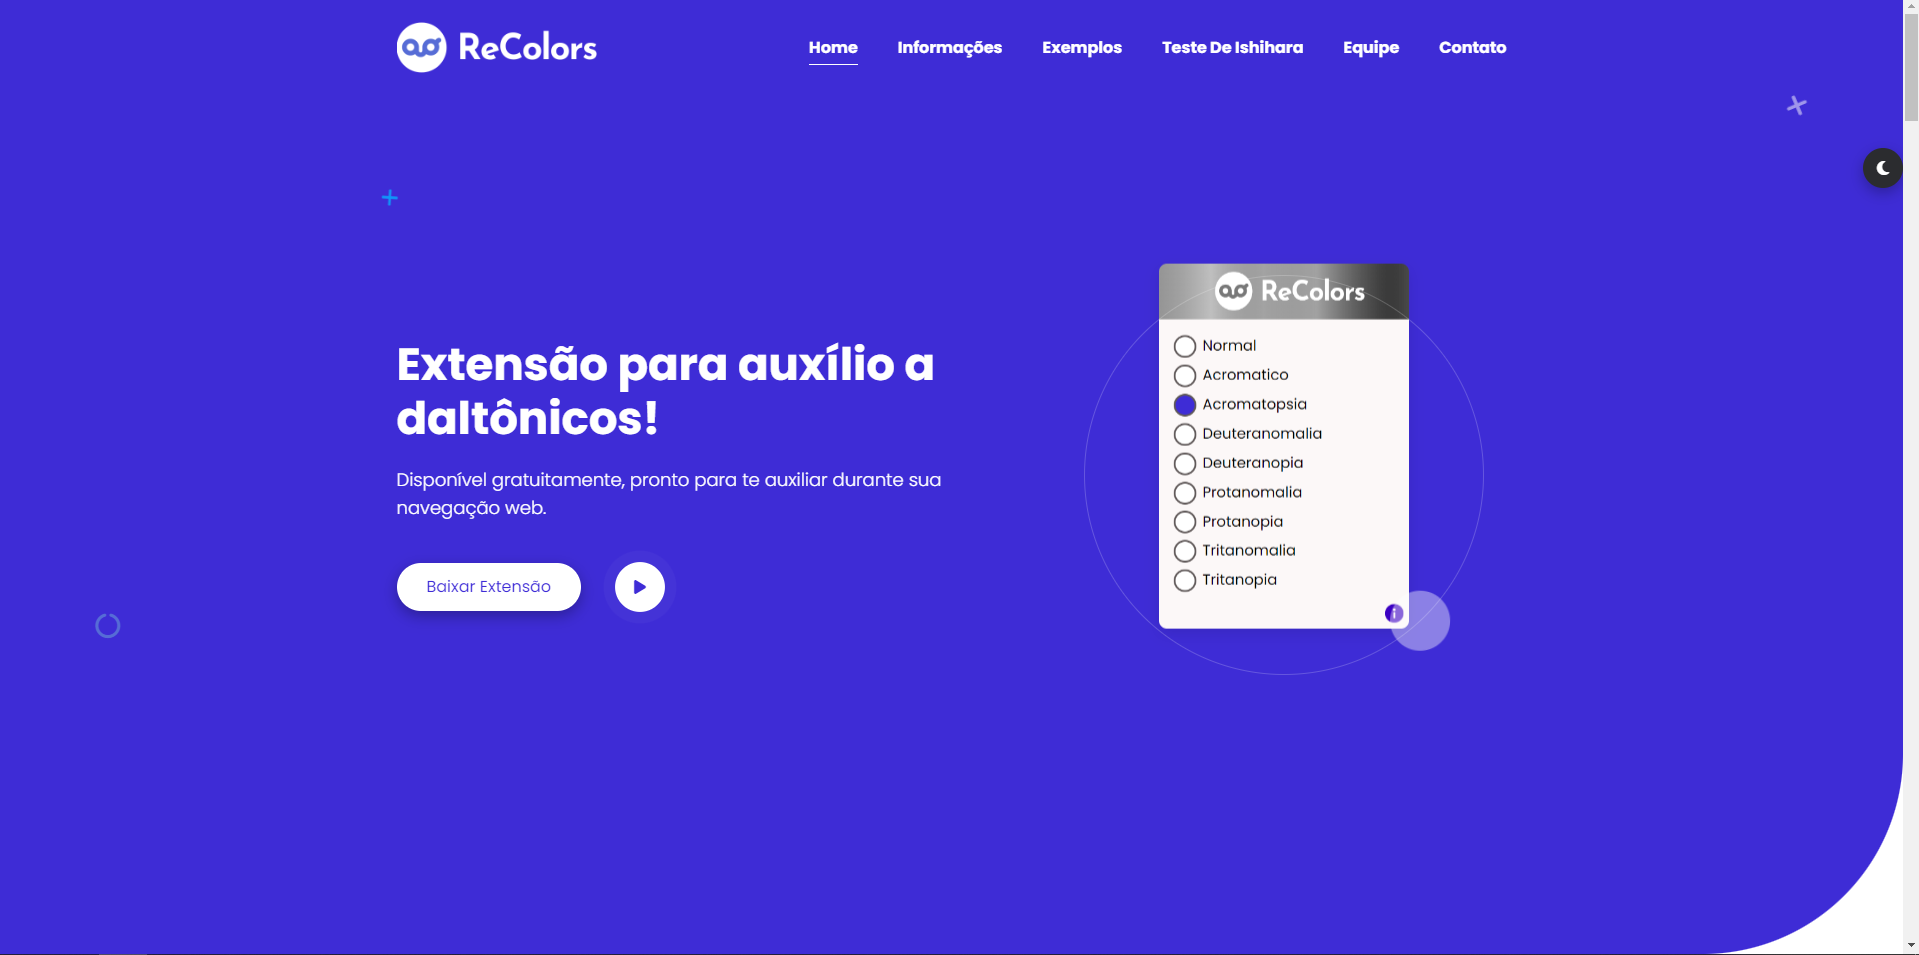 ReColors
Home Informações Exemplos Teste De Ishihara Equipe Contato
Extensão para auxílio a
daltônicos!
Disponível gratuitamente, pronto para te auxiliar durante sua
navegação web.
Baixar Extensão
ReColors
Normal
Acromatico
Acromatopsia
Deuteranomalia
Deuteranopia
Protanomalia
Protanopia
Tritanomalia
Tritanopia
i